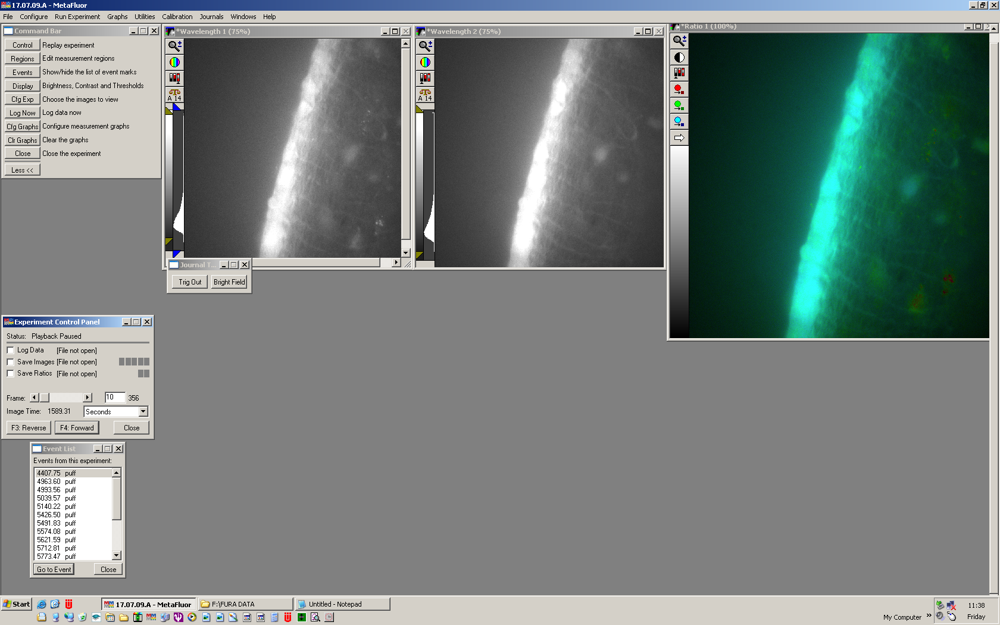 17.07.09.A - MetaFluor
File Configure Run Experiment Graphs Utilities Calibration Journals Windows Help
Command Bar
Control Replay experiment
Regions Edit measurement regions
Events Show/hide the list of event marks
Display Brightness, Contrast and Thresholds
Cfg Exp Choose the images to view
Log Now Log data now
Cfg Graphs Configure measurement graphs
Clr Graphs Clear the graphs
Close Close the experiment
Less <<
*Wavelength 1 (75%)
A 14
*Wavelength 2 (75%)
A 14
*Ratio 1 (100%)
Journal T...
Trig Out Bright Field
Experiment Control Panel
Status: Playback Paused
Log Data [File not open]
Save Images [File not open]
Save Ratios [File not open]
Frame: 10 356
Image Time: 1589.31 Seconds
F3: Reverse F4: Forward Close
Event List
Events from this experiment:
4407.75 puff
4963.60 puff
4993.56 puff
5039.57 puff
5140.22 puff
5426.50 puff
5491.83 puff
5574.08 puff
5621.59 puff
5712.81 puff
5773.47 puff
Go to Event Close
Start 17.07.09.A - MetaFluor F:\FURA DATA Untitled - Notepad
11:38
My Computer » Friday